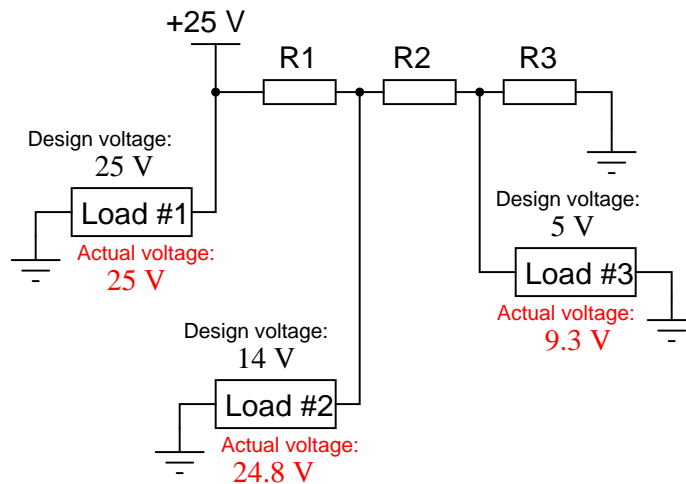 +25 V
R1
R2
R3
Design voltage:
25 V
Load #1
Actual voltage:
25 V
Design voltage:
5 V
Load #3
Actual voltage:
9.3 V
Design voltage:
14 V
Load #2
Actual voltage:
24.8 V